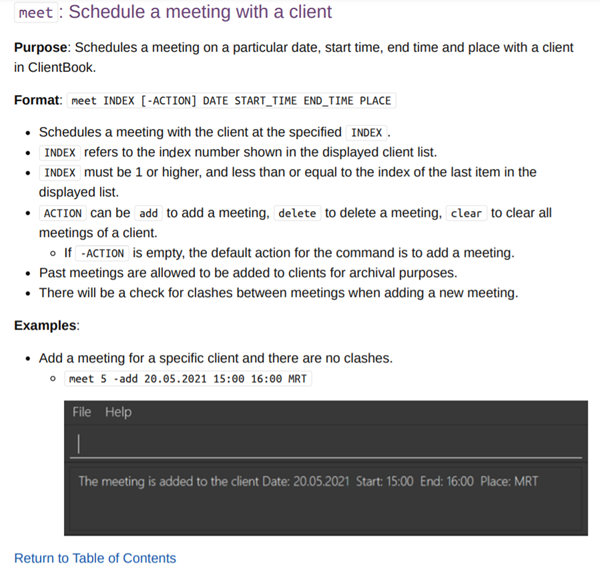 meet: Schedule a meeting with a client
Purpose: Schedules a meeting on a particular date, start time, end time and place with a client
in ClientBook.
Format: meet INDEX [-ACTION] DATE START_TIME END_TIME PLACE
• Schedules a meeting with the client at the specified INDEX.
• INDEX refers to the index number shown in the displayed client list.
• INDEX must be 1 or higher, and less than or equal to the index of the last item in the
displayed list.
• ACTION can be add to add a meeting, delete to delete a meeting, clear to clear all
meetings of a client.
◦ If -ACTION is empty, the default action for the command is to add a meeting.
• Past meetings are allowed to be added to clients for archival purposes.
• There will be a check for clashes between meetings when adding a new meeting.
Examples:
• Add a meeting for a specific client and there are no clashes.
◦ meet 5 -add 20.05.2021 15:00 16:00 MRT
File Help
The meeting is added to the client Date: 20.05.2021 Start: 15:00 End: 16:00 Place: MRT
Return to Table of Contents